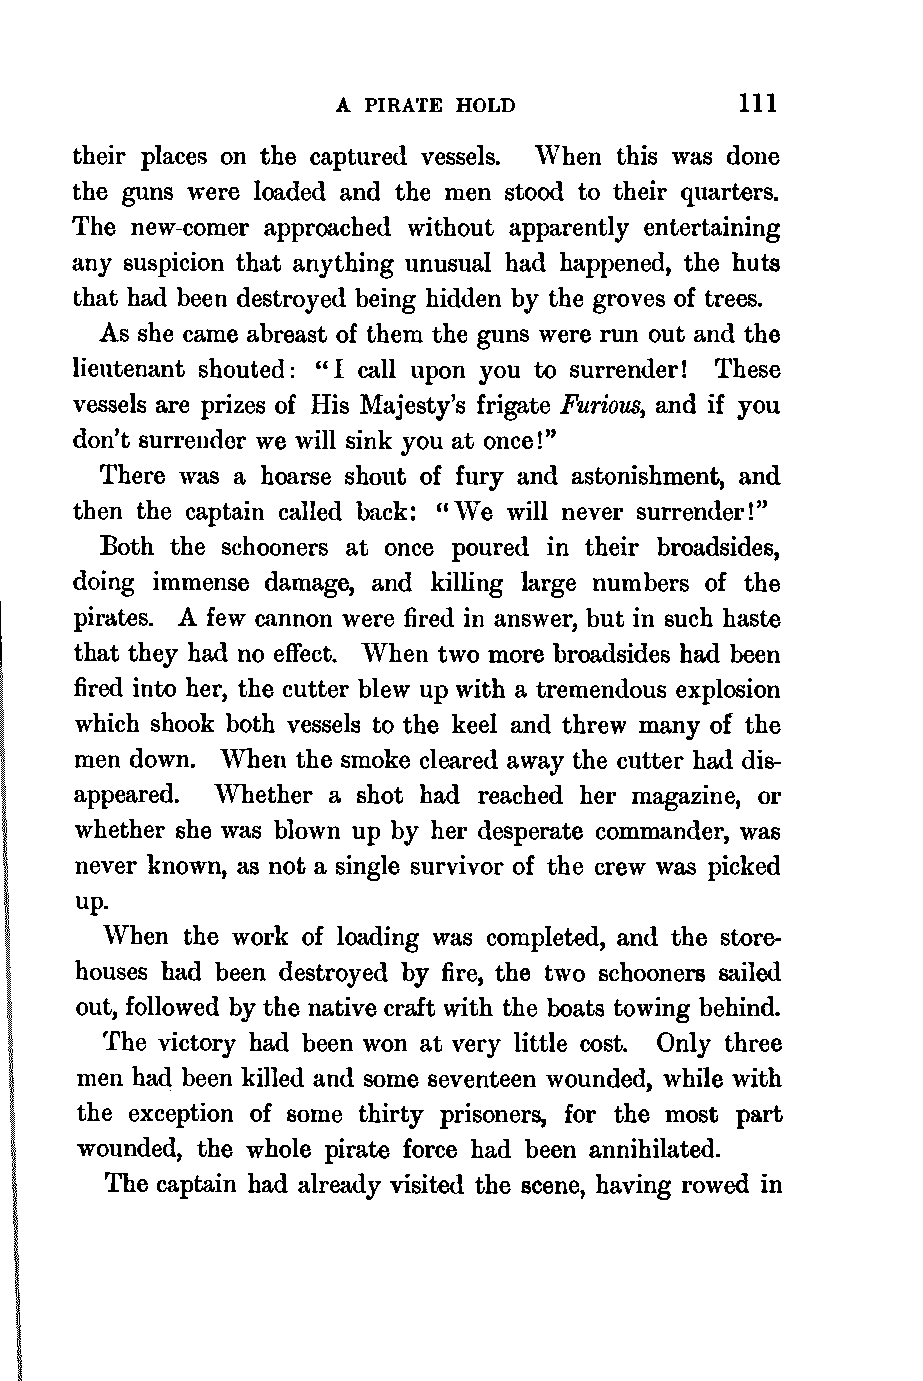 A PIRATE HOLD 111
their places on the captured vessels. When this was done
the guns were loaded and the men stood to their quarters.
The new-comer approached without apparently entertaining
any suspicion that anything unusual had happened, the huts
that had been destroyed being hidden by the groves of trees.
As she came abreast of them the guns were run out and the
lieutenant shouted: "I call upon you to surrender! These
vessels are prizes of His Majesty's frigate Furious, and if you
don't surrender we will sink you at once!"
There was a hoarse shout of fury and astonishment, and
then the captain called back: "We will never surrender!"
Both the schooners at once poured in their broadsides,
doing immense damage, and killing large numbers of the
pirates. A few cannon were fired in answer, but in such haste
that they had no effect. When two more broadsides had been
fired into her, the cutter blew up with a tremendous explosion
which shook both vessels to the keel and threw many of the
men down. When the smoke cleared away the cutter had dis-
appeared. Whether a shot had reached her magazine, or
whether she was blown up by her desperate commander, was
never known, as not a single survivor of the crew was picked
up.
When the work of loading was completed, and the store-
houses had been destroyed by fire, the two schooners sailed
out, followed by the native craft with the boats towing behind.
The victory had been won at very little cost. Only three
men had been killed and some seventeen wounded, while with
the exception of some thirty prisoners, for the most part
wounded, the whole pirate force had been annihilated.
The captain had already visited the scene, having rowed in